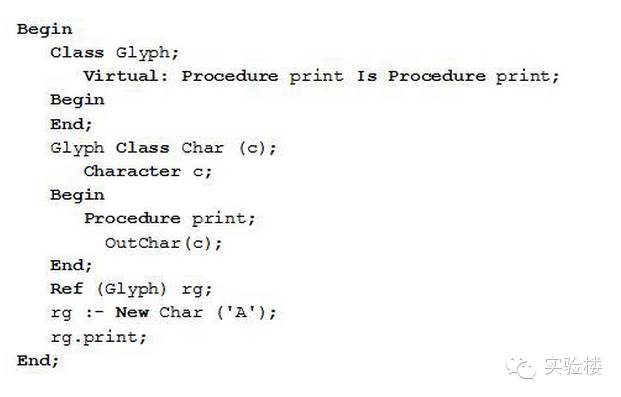 Begin
Class Glyph;
Virtual: Procedure print Is Procedure print;
Begin
End;
Glyph Class Char (c);
Character c;
Begin
Procedure print;
OutChar(c);
End;
Ref (Glyph) rg;
rg :- New Char ('A');
rg.print;
End;
实验楼